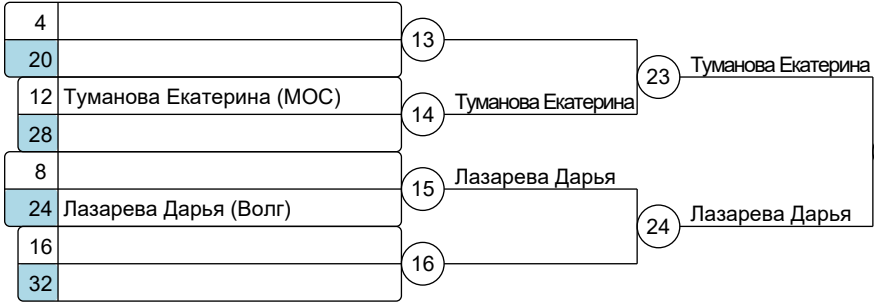 4
13
20
23 Туманова Екатерина
12 Туманова Екатерина (МОС)
14 Туманова Екатерина
28
8
15 Лазарева Дарья
24 Лазарева Дарья (Волг)
24 Лазарева Дарья
16
16
32